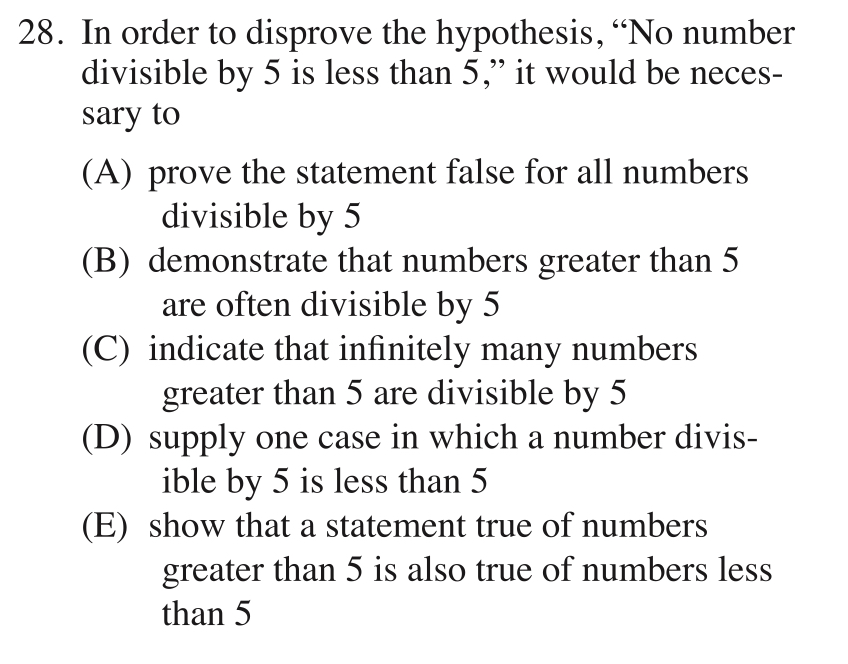 28. In order to disprove the hypothesis, “No number
divisible by 5 is less than 5,” it would be neces-
sary to
(A) prove the statement false for all numbers
divisible by 5
(B) demonstrate that numbers greater than 5
are often divisible by 5
(C) indicate that infinitely many numbers
greater than 5 are divisible by 5
(D) supply one case in which a number divis-
ible by 5 is less than 5
(E) show that a statement true of numbers
greater than 5 is also true of numbers less
than 5